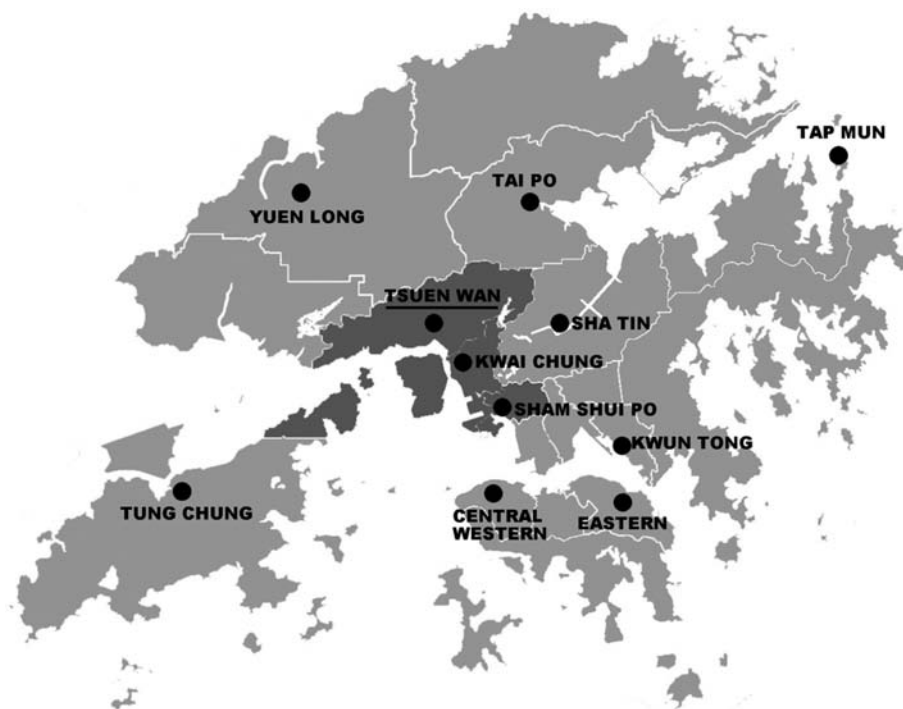 TAP MUN
TAI PO
YUEN LONG
TSUEN WAN
SHA TIN
KWAI CHUNG
SHAM SHUI PO
KWUN TONG
TUNG CHUNG
CENTRAL
WESTERN
EASTERN